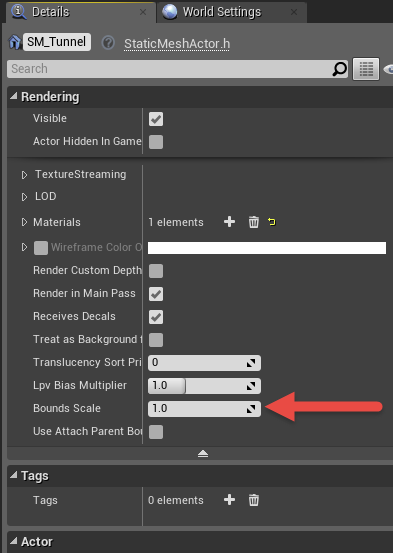 Details
World Settings
SM_Tunnel
StaticMeshActor.h
Search
Rendering
Visible
Actor Hidden In Game
TextureStreaming
LOD
Materials 1 elements
Wireframe Color O
Render Custom Depth
Render in Main Pass
Receives Decals
Treat as Background f
Translucency Sort Pri 0
Lpv Bias Multiplier 1.0
Bounds Scale 1.0
Use Attach Parent Bou
Tags
Tags 0 elements
Actor